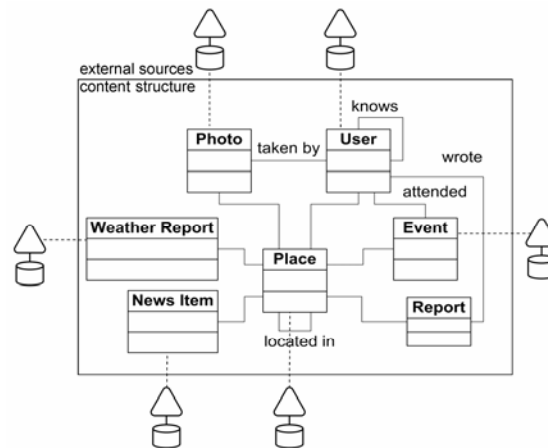 external sources
content structure
knows
Photo
taken by
User
wrote
attended
Weather Report
Event
Place
News Item
Report
located in